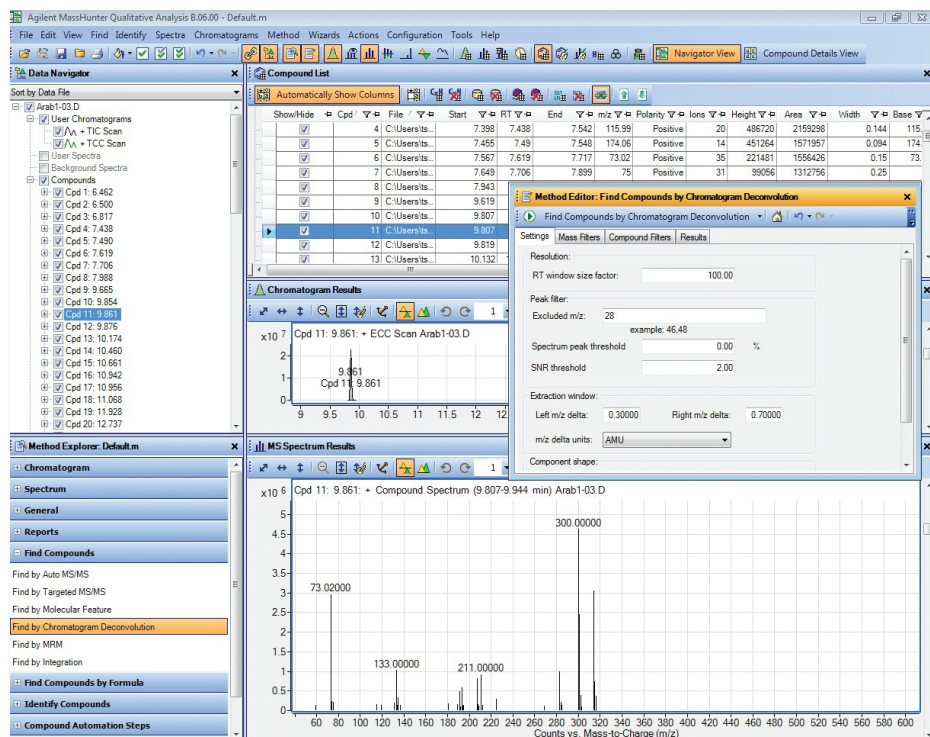 Agilent MassHunter Qualitative Analysis B.06.00 - Default.m
File Edit View Find Identify Spectra Chromatograms Method Wizards Actions Configuration Tools Help
Navigator View Compound Details View
Data Navigator
Sort by Data File
Arab1-03.D
User Chromatograms
+ TIC Scan
+ TCC Scan
User Spectra
Background Spectra
Compounds
Cpd 1: 6.462
Cpd 2: 6.500
Cpd 3: 6.817
Cpd 4: 7.438
Cpd 5: 7.490
Cpd 6: 7.619
Cpd 7: 7.706
Cpd 8: 7.988
Cpd 9: 9.665
Cpd 10: 9.854
Cpd 11: 9.861
Cpd 12: 9.876
Cpd 13: 10.174
Cpd 14: 10.460
Cpd 15: 10.661
Cpd 16: 10.942
Cpd 17: 10.956
Cpd 18: 11.068
Cpd 19: 11.928
Cpd 20: 12.737
Method Explorer: Default.m
Chromatogram
Spectrum
General
Reports
Find Compounds
Find by Auto MS/MS
Find by Targeted MS/MS
Find by Molecular Feature
Find by Chromatogram Deconvolution
Find by MRM
Find by Integration
Find Compounds by Formula
Identify Compounds
Compound Automation Steps
Compound List
Automatically Show Columns
Show/Hide Cpd File RT Start End m/z Polarity Ions Height Area Width Base
4 C:\Users\ts... 7.398 7.438 7.542 115.99 Positive 20 486720 2159298 0.144 115.
5 C:\Users\ts... 7.455 7.49 7.548 174.06 Positive 14 451264 1571957 0.094 174.
6 C:\Users\ts... 7.567 7.619 7.717 73.02 Positive 35 221481 1556426 0.15 73.
7 C:\Users\ts... 7.649 7.706 7.899 75 Positive 31 99056 1312756 0.25
8 C:\Users\ts... 7.943
9 C:\Users\ts... 9.619
10 C:\Users\ts... 9.807
11 C:\Users\ts... 9.807
12 C:\Users\ts... 9.819
13 C:\Users\ts... 10.132
Method Editor: Find Compounds by Chromatogram Deconvolution
Find Compounds by Chromatogram Deconvolution
Settings Mass Filters Compound Filters Results
Resolution:
RT window size factor: 100.00
Peak filter:
Excluded m/z: 28
example: 46,48
Spectrum peak threshold 0.00 %
SNR threshold 2.00
Extraction window:
Left m/z delta: 0.30000 Right m/z delta: 0.70000
m/z delta units: AMU
Component shape:
Chromatogram Results
1
x10 7 Cpd 11: 9.861: + ECC Scan Arab1-03.D
2
1
0
9.861
Cpd 11: 9.861
9 9.5 10 10.5 11 11.5 12 12
MS Spectrum Results
1
x10 6 Cpd 11: 9.861: + Compound Spectrum (9.807-9.944 min) Arab1-03.D
5
4.5
4
3.5
3
2.5
2
1.5
1
0.5
0
300.00000
73.02000
133.00000
211.00000
60 80 100 120 140 160 180 200 220 240 260 280 300 320 340 360 380 400 420 440 460 480 500 520 540 560 580 600
Counts vs. Mass-to-Charge (m/z)